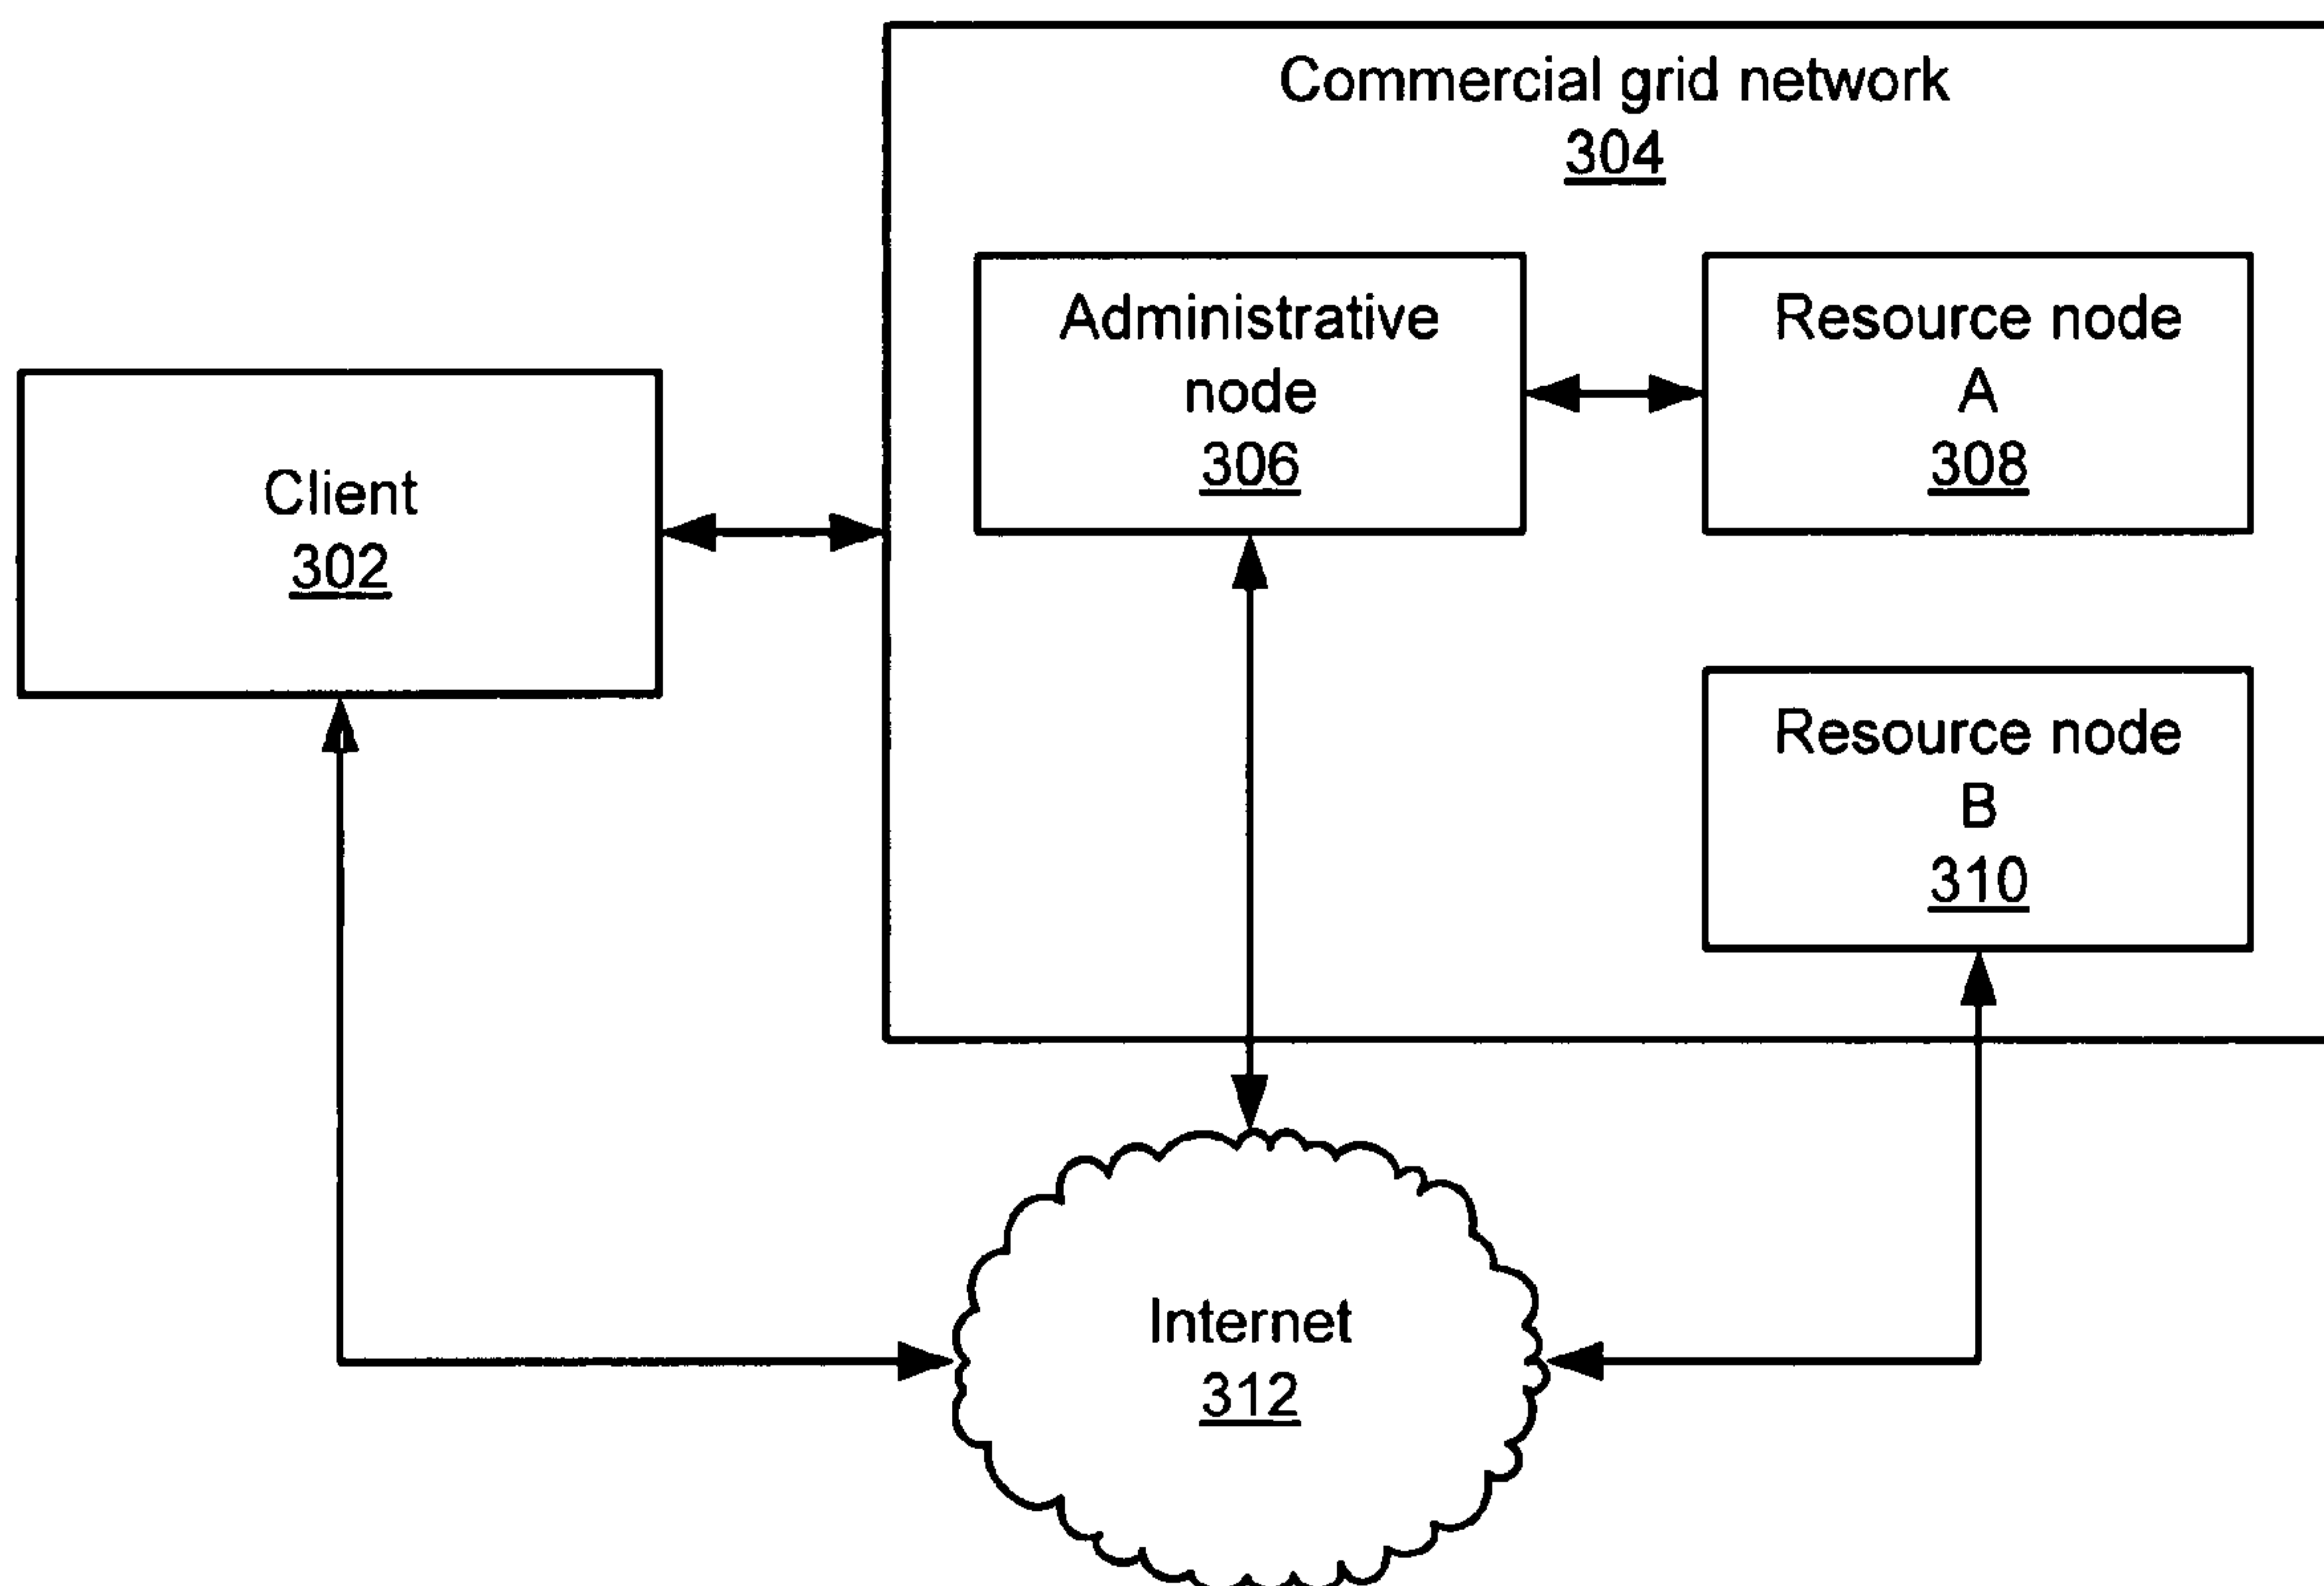 Commercial grid network
304
Administrative
node
306
Resource node
A
308
Client
302
Resource node
B
310
Internet
312